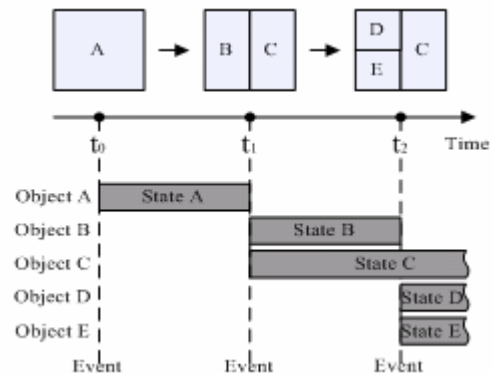 A
B C
D
E
C
t0 t1 t2 Time
Object A State A
Object B State B
Object C State C
Object D State D
Object E State E
Event Event Event